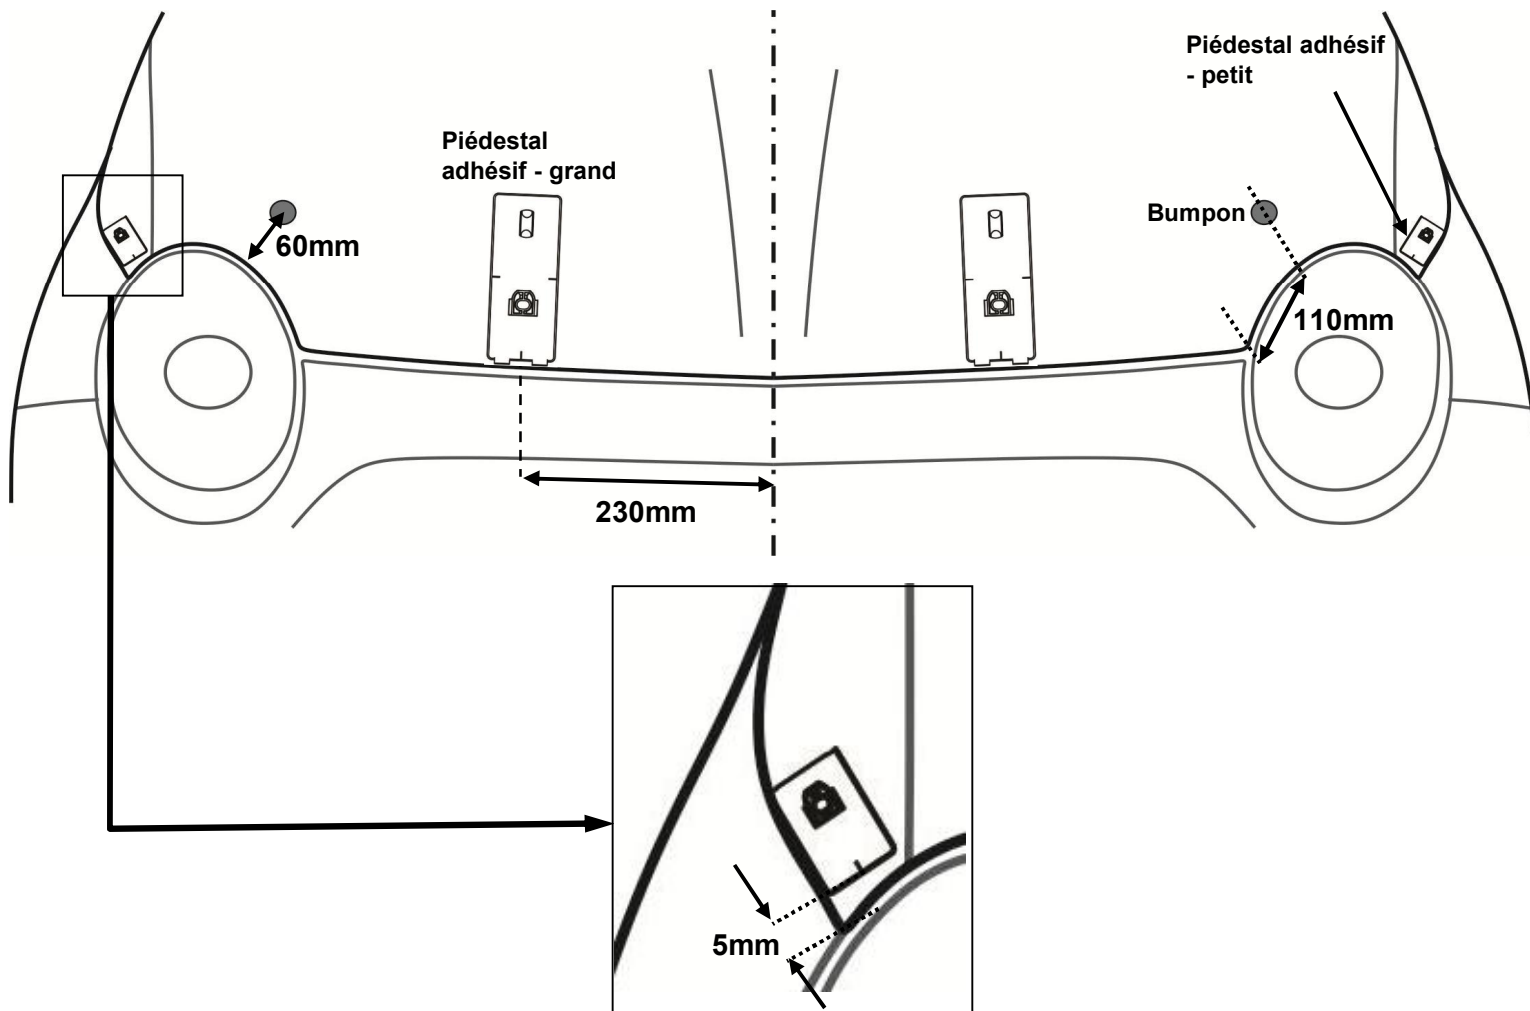 Piédestal adhésif
- petit
Piédestal
adhésif - grand
Bumpon
60mm
110mm
230mm
5mm